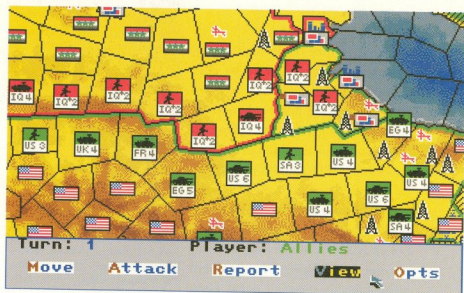 IQ*2
IQ 4
IQ*2
IQ*2
IQ*2
IQ*2
IQ*2
IQ 4
EG 4
US 3
UK 4
FR 4
EG 5
US 6
SA 3
US 4
US 6
US 4
US 4
SA 4
Turn: 1
Player: Allies
Move Attack Report View Opts